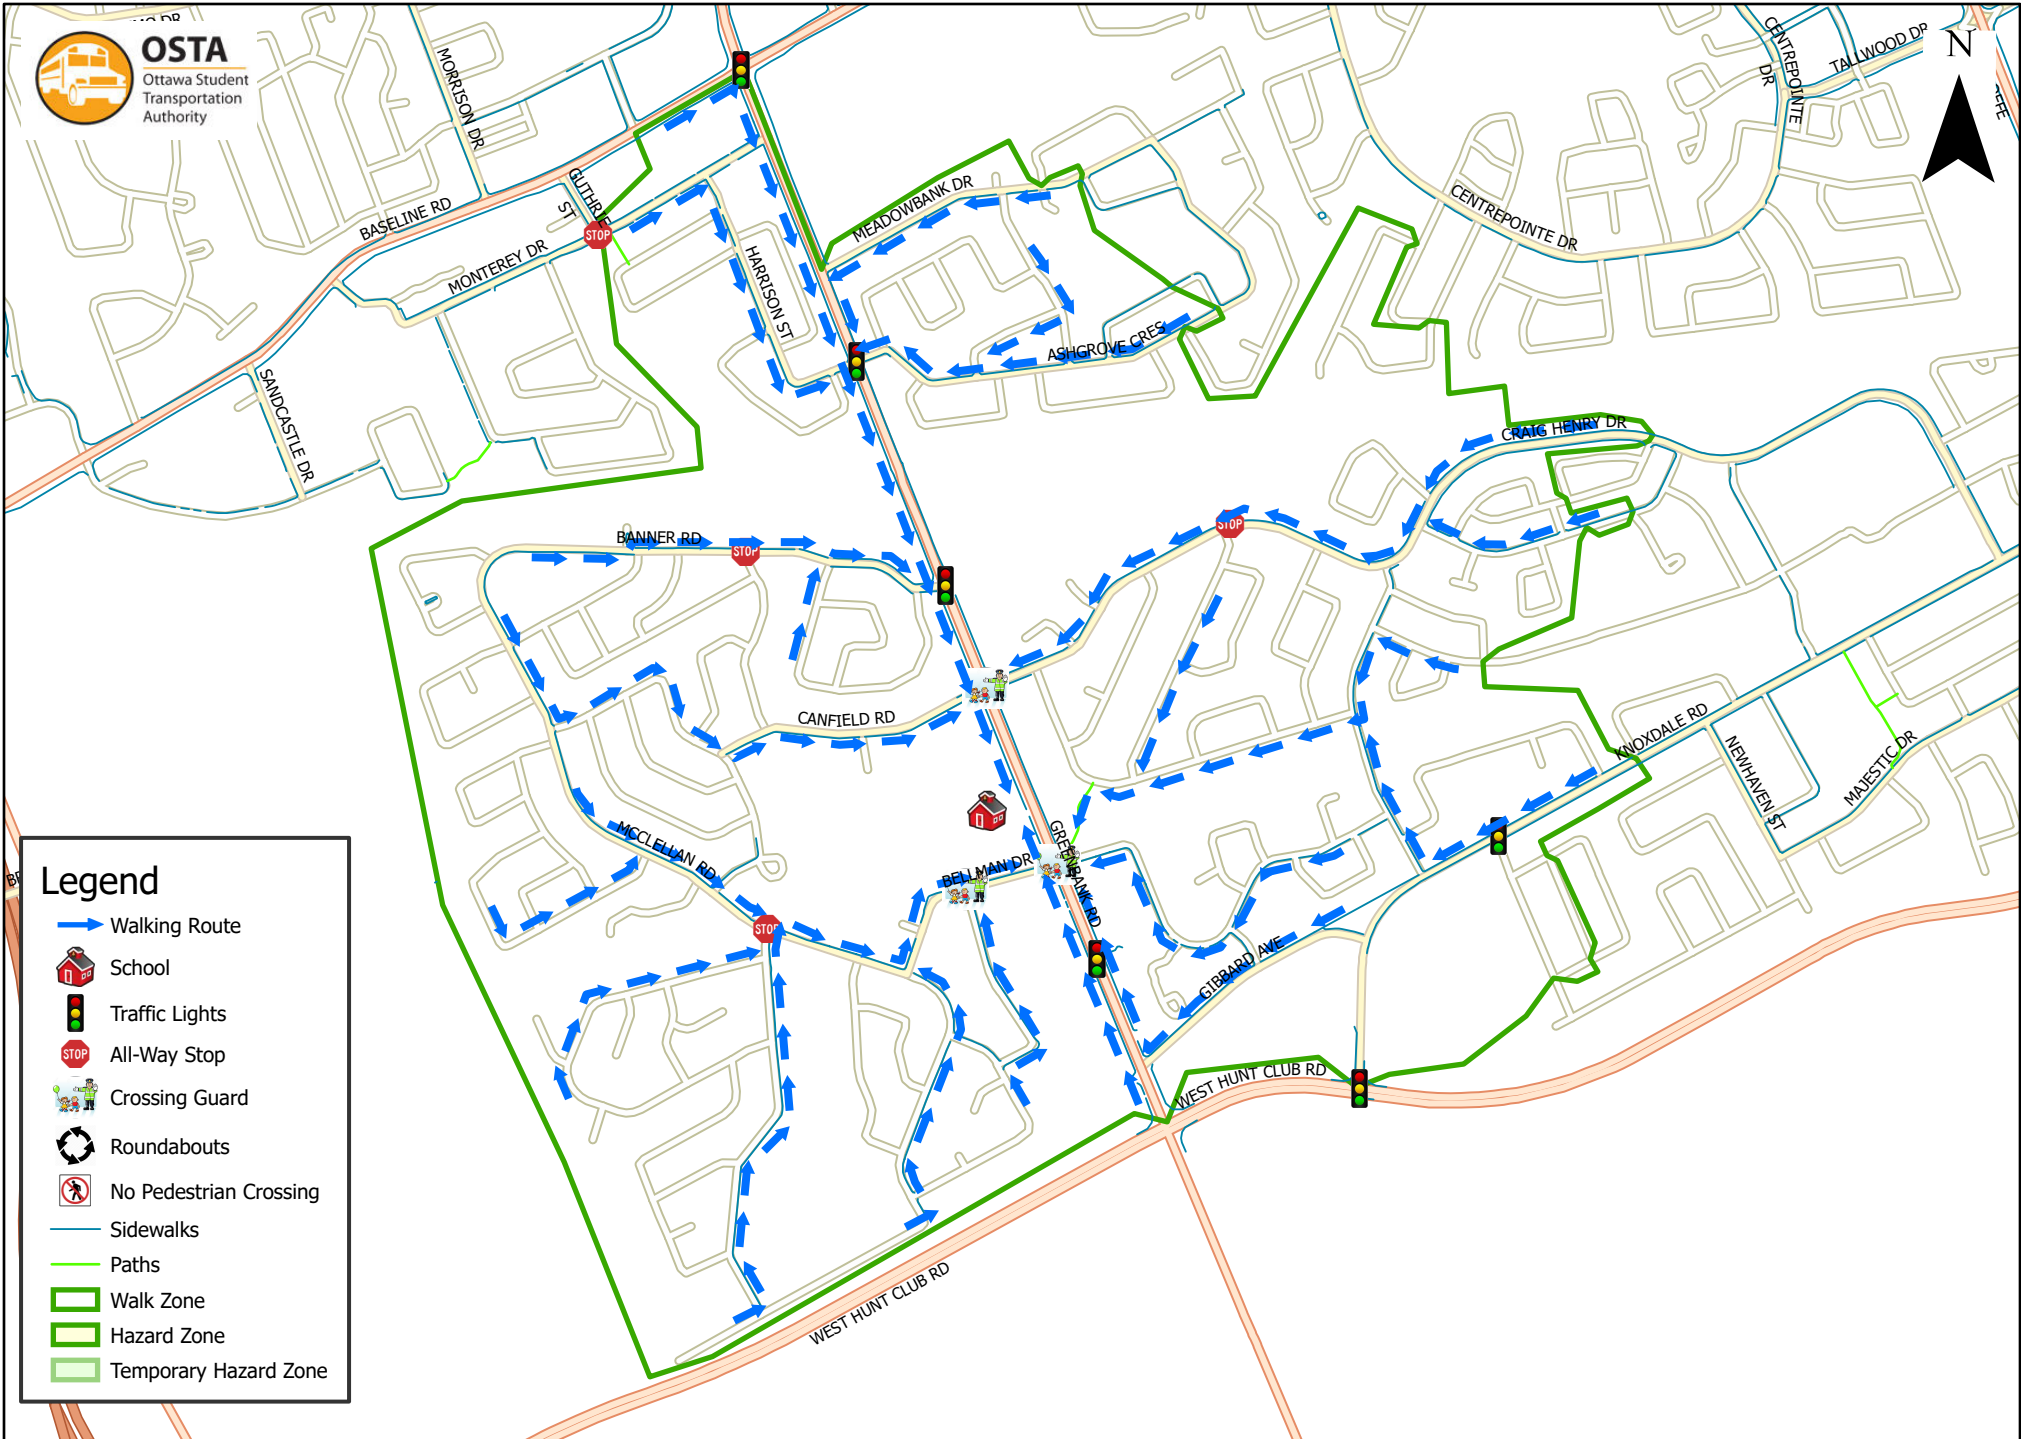 OSTA
Ottawa Student
Transportation
Authority
MORRISON DR
CENTREPOINTE
DR
TALLWOOD DR
N
GUTHRIE
ST
BASELINE RD
MONTEREY DR
HARRISON ST
MEADOWBANK DR
CENTREPOINTE DR
ASHGROVE CRES
SANDCASTLE DR
CRAIG HENRY DR
STOP
BANNER RD
STOP
STOP
CANFIELD RD
KNOXDALE RD
NEWHAVEN ST
MAJESTIC DR
MCCLELLAN RD
BELLMAN DR
GREENBANK RD
STOP
GIBBARD AVE
WEST HUNT CLUB RD
WEST HUNT CLUB RD
Legend
Walking Route
School
Traffic Lights
STOP
All-Way Stop
Crossing Guard
Roundabouts
No Pedestrian Crossing
Sidewalks
Paths
Walk Zone
Hazard Zone
Temporary Hazard Zone